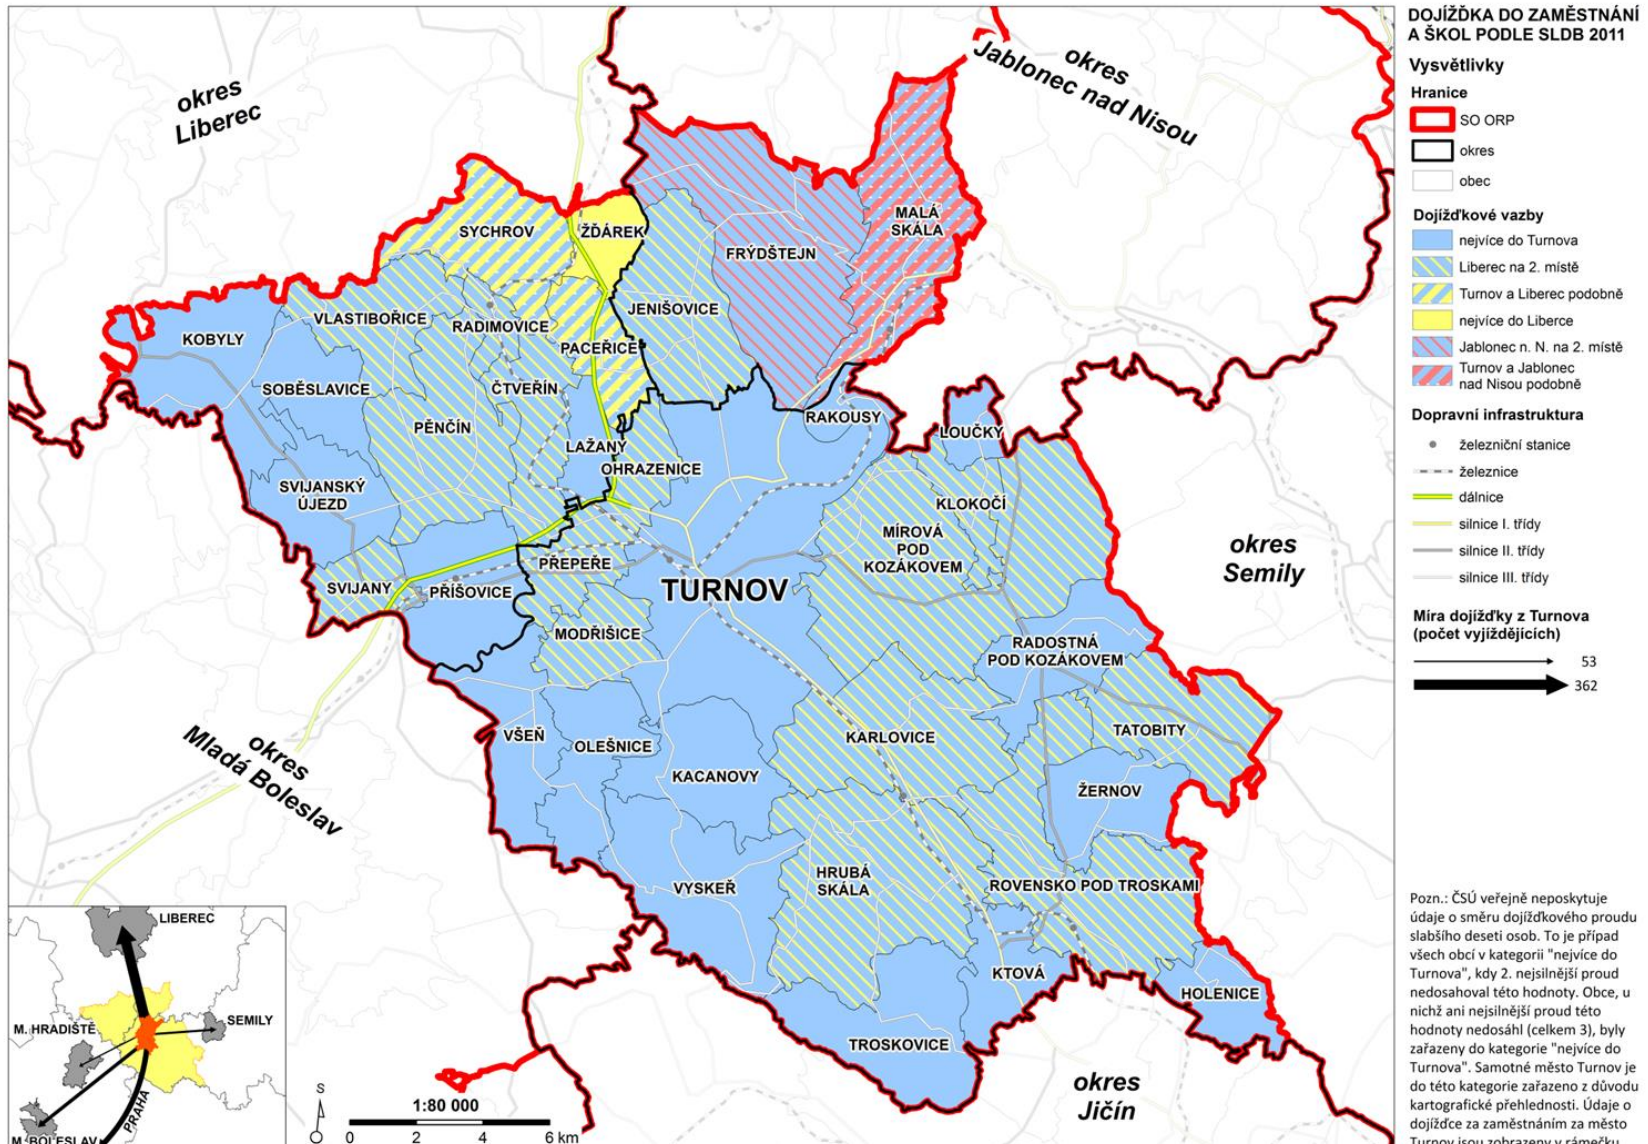 DOJÍŽĎKA DO ZAMĚSTNÁNÍ
A ŠKOL PODLE SLDB 2011
Vysvětlivky
Hranice
SO ORP
okres
obec
Dojížďkové vazby
nejvíce do Turnova
Liberec na 2. místě
Turnov a Liberec podobně
nejvíce do Liberce
Jablonec n. N. na 2. místě
Turnov a Jablonec
nad Nisou podobně
Dopravní infrastruktura
železniční stanice
železnice
dálnice
silnice I. třídy
silnice II. třídy
silnice III. třídy
Míra dojížďky z Turnova
(počet vyjíždějících)
53
362
Pozn.: ČSÚ veřejně neposkytuje
údaje o směru dojížďkového proudu
slabšího deseti osob. To je případ
všech obcí v kategorii "nejvíce do
Turnova", kdy 2. nejsilnější proud
nedosahoval této hodnoty. Obce, u
nichž ani nejsilnější proud této
hodnoty nedosáhl (celkem 3), byly
zařazeny do kategorie "nejvíce do
Turnova". Samotné město Turnov je
do této kategorie zařazeno z důvodu
kartografické přehlednosti. Údaje o
dojížďce za zaměstnáním za město
Turnov jsou zobrazeny v rámečku
okres
Liberec
okres
Jablonec nad Nisou
MALÁ
SKÁLA
SYCHROV
ŽĎÁREK
FRÝDŠTEJN
JENIŠOVICE
VLASTIBOŘICE
RADIMOVICE
KOBYLY
PACEŘICE
SOBĚSLAVICE
ČTVEŘÍN
RAKOUSY
PĚNČÍN
LOUČKY
LAŽANY
OHRAZENICE
SVIJANSKÝ
ÚJEZD
KLOKOČÍ
MÍROVÁ
POD
KOZÁKOVEM
okres
Semily
PŘEPEŘE
SVIJANY
PŘÍŠOVICE
TURNOV
MODŘIŠICE
RADOSTNÁ
POD KOZÁKOVEM
TATOBITY
VŠEŇ
OLEŠNICE
KARLOVICE
okres
Mladá Boleslav
KACANOVY
ŽERNOV
VYSKEŘ
HRUBÁ
SKÁLA
ROVENSKO POD TROSKAMI
KTOVÁ
HOLENICE
TROSKOVICE
okres
Jičín
LIBEREC
M. HRADIŠTĚ
SEMILY
PRAHA
M. BOLESLAV
S
1:80 000
0 2 4 6 km